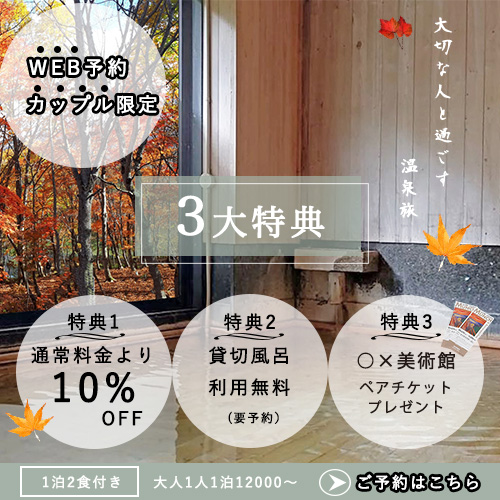 WEB予約
カップル限定
大切な人と過ごす
温泉旅
3大特典
特典1
通常料金より
10%
OFF
特典2
貸切風呂
利用無料
(要予約)
特典3
○×美術館
ペアチケット
プレゼント
1泊2食付き
大人1人1泊12000〜
ご予約はこちら